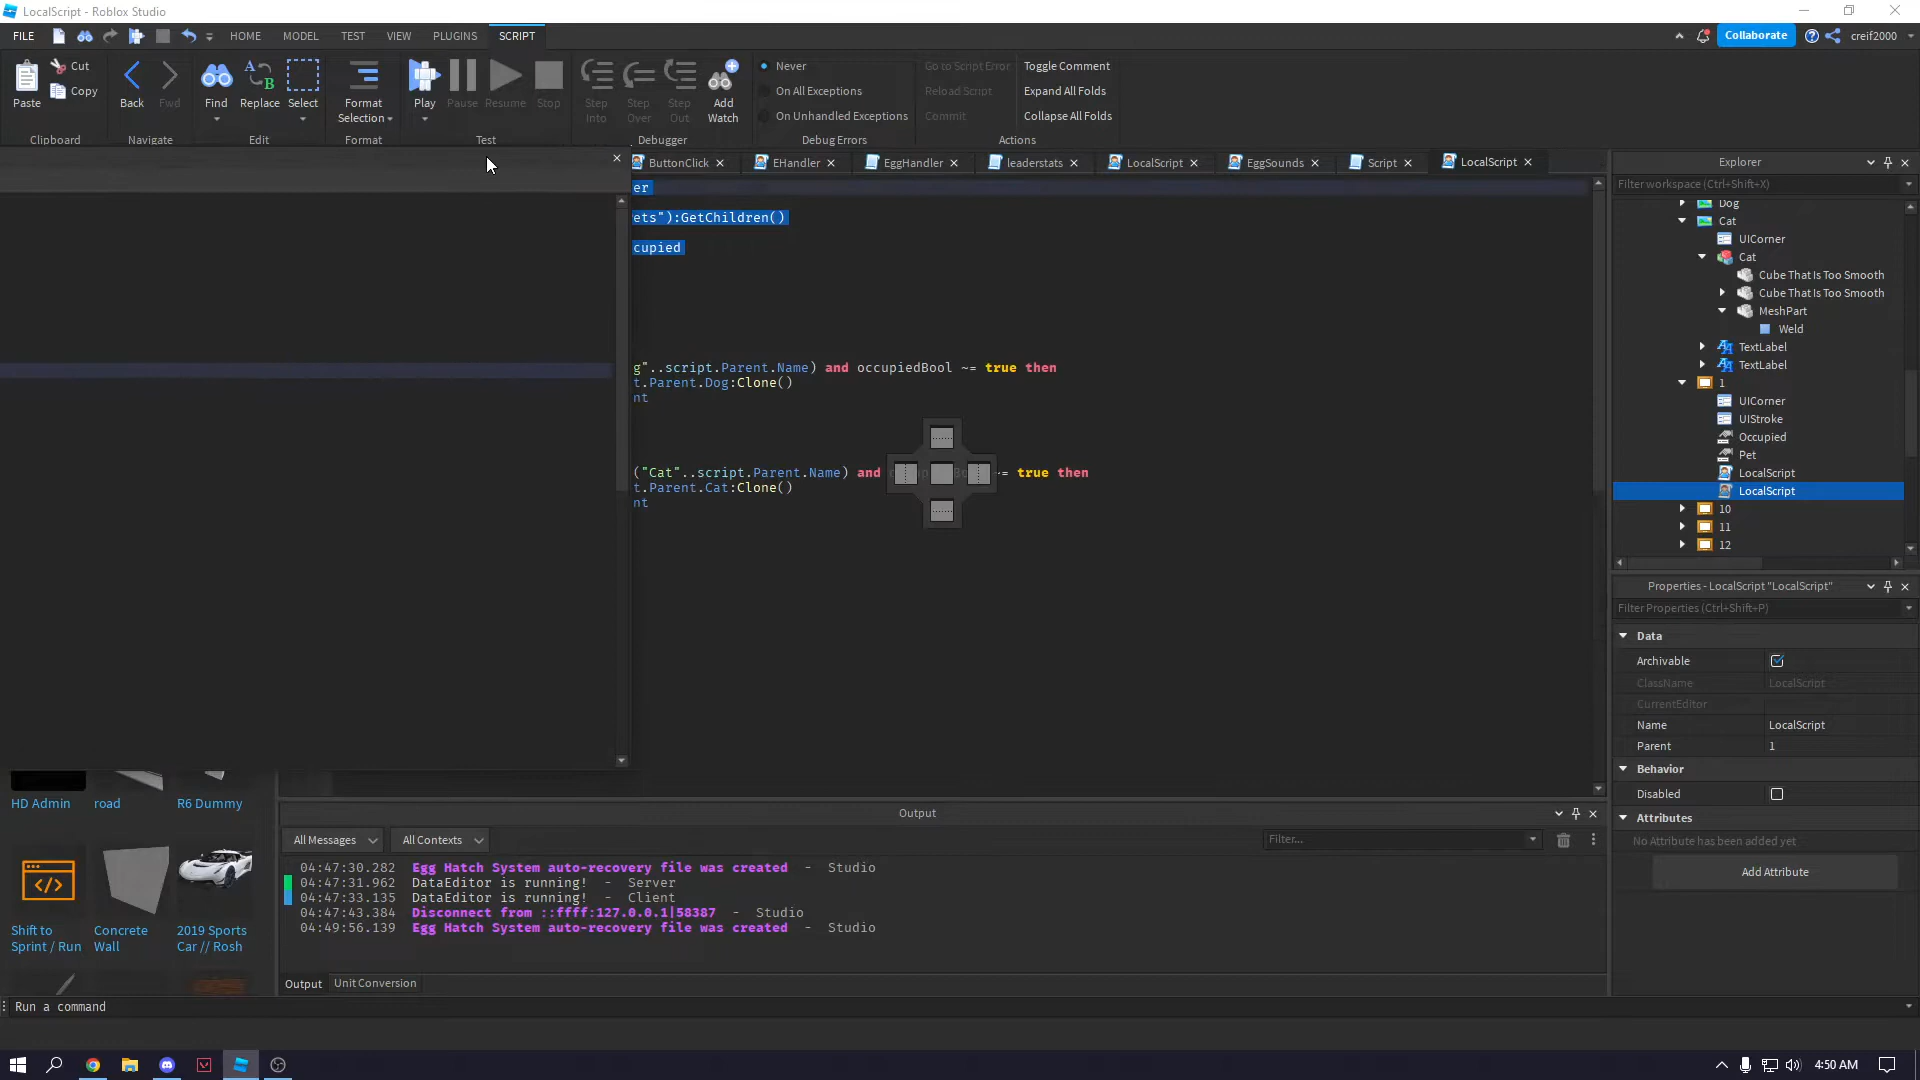 LocalScript - Roblox Studio
FILE HOME MODEL TEST VIEW PLUGINS SCRIPT Collaborate creif2000
Paste Cut Copy Back Fwd Find Replace Select Format Selection Play Pause Resume Stop Step Into Step Over Step Out Add Watch
Never
On All Exceptions
On Unhandled Exceptions
Go to Script Error
Reload Script
Commit
Toggle Comment
Expand All Folds
Collapse All Folds
Clipboard Navigate Edit Format Test Debugger Debug Errors Actions
ButtonClick EHandler EggHandler leaderstats LocalScript EggSounds Script LocalScript
er
ets"):GetChildren()
cupied
g"..script.Parent.Name) and occupiedBool ~= true then
t.Parent.Dog:Clone()
nt
("Cat"..script.Parent.Name) and ~= true then
t.Parent.Cat:Clone()
nt
Explorer
Filter workspace (Ctrl+Shift+X)
Dog
Cat
UICorner
Cat
Cube That Is Too Smooth
Cube That Is Too Smooth
MeshPart
Weld
TextLabel
TextLabel
1
UICorner
UIStroke
Occupied
Pet
LocalScript
LocalScript
10
11
12
Properties - LocalScript "LocalScript"
Filter Properties (Ctrl+Shift+P)
Data
Archivable
ClassName LocalScript
CurrentEditor
Name LocalScript
Parent 1
Behavior
Disabled
Attributes
No Attribute has been added yet
Add Attribute
HD Admin road R6 Dummy
Shift to Sprint / Run
Concrete Wall
2019 Sports Car // Rosh
Output
All Messages All Contexts Filter...
04:47:30.282 Egg Hatch System auto-recovery file was created - Studio
04:47:31.962 DataEditor is running! - Server
04:47:33.135 DataEditor is running! - Client
04:47:43.384 Disconnect from ::ffff:127.0.0.1|58387 - Studio
04:49:56.139 Egg Hatch System auto-recovery file was created - Studio
Output Unit Conversion
Run a command
4:50 AM